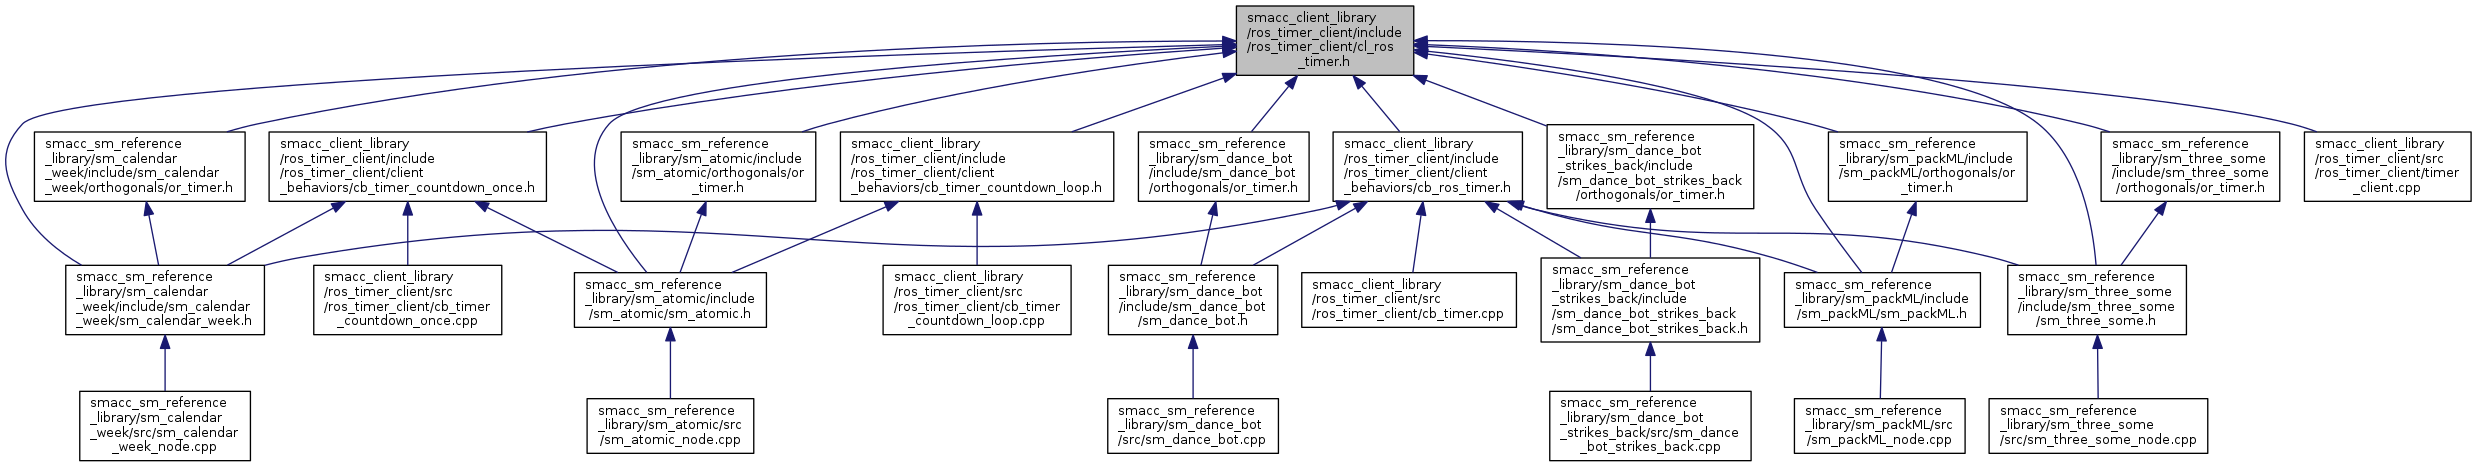 smacc_client_library
/ros_timer_client/include
/ros_timer_client/cl_ros
_timer.h
smacc_sm_reference
_library/sm_calendar
_week/include/sm_calendar
_week/orthogonals/or_timer.h
smacc_client_library
/ros_timer_client/include
/ros_timer_client/client
_behaviors/cb_timer_countdown_once.h
smacc_sm_reference
_library/sm_atomic/include
/sm_atomic/orthogonals/or
_timer.h
smacc_client_library
/ros_timer_client/include
/ros_timer_client/client
_behaviors/cb_timer_countdown_loop.h
smacc_sm_reference
_library/sm_dance_bot
/include/sm_dance_bot
/orthogonals/or_timer.h
smacc_client_library
/ros_timer_client/include
/ros_timer_client/client
_behaviors/cb_ros_timer.h
smacc_sm_reference
_library/sm_dance_bot
_strikes_back/include
/sm_dance_bot_strikes_back
/orthogonals/or_timer.h
smacc_sm_reference
_library/sm_packML/include
/sm_packML/orthogonals/or
_timer.h
smacc_sm_reference
_library/sm_three_some
/include/sm_three_some
/orthogonals/or_timer.h
smacc_client_library
/ros_timer_client/src
/ros_timer_client/timer
_client.cpp
smacc_sm_reference
_library/sm_calendar
_week/include/sm_calendar
_week/sm_calendar_week.h
smacc_client_library
/ros_timer_client/src
/ros_timer_client/cb_timer
_countdown_once.cpp
smacc_sm_reference
_library/sm_atomic/include
/sm_atomic/sm_atomic.h
smacc_client_library
/ros_timer_client/src
/ros_timer_client/cb_timer
_countdown_loop.cpp
smacc_sm_reference
_library/sm_dance_bot
/include/sm_dance_bot
/sm_dance_bot.h
smacc_client_library
/ros_timer_client/src
/ros_timer_client/cb_timer.cpp
smacc_sm_reference
_library/sm_dance_bot
_strikes_back/include
/sm_dance_bot_strikes_back
/sm_dance_bot_strikes_back.h
smacc_sm_reference
_library/sm_packML/include
/sm_packML/sm_packML.h
smacc_sm_reference
_library/sm_three_some
/include/sm_three_some
/sm_three_some.h
smacc_sm_reference
_library/sm_calendar
_week/src/sm_calendar
_week_node.cpp
smacc_sm_reference
_library/sm_atomic/src
/sm_atomic_node.cpp
smacc_sm_reference
_library/sm_dance_bot
/src/sm_dance_bot.cpp
smacc_sm_reference
_library/sm_dance_bot
_strikes_back/src/sm_dance
_bot_strikes_back.cpp
smacc_sm_reference
_library/sm_packML/src
/sm_packML_node.cpp
smacc_sm_reference
_library/sm_three_some
/src/sm_three_some_node.cpp